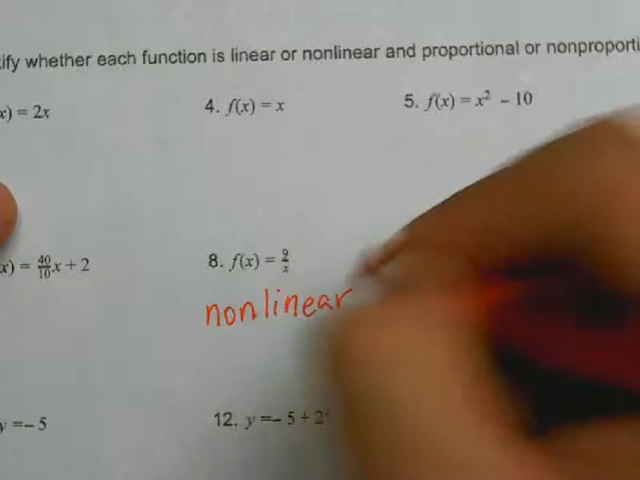 ify whether each function is linear or nonlinear and proportional or nonproporti
x) = 2x
4. f(x) = x
5. f(x) = x² - 10
x) = 40/10 x + 2
8. f(x) = 2/x
nonlinear
y =- 5
12. y =- 5 + 2